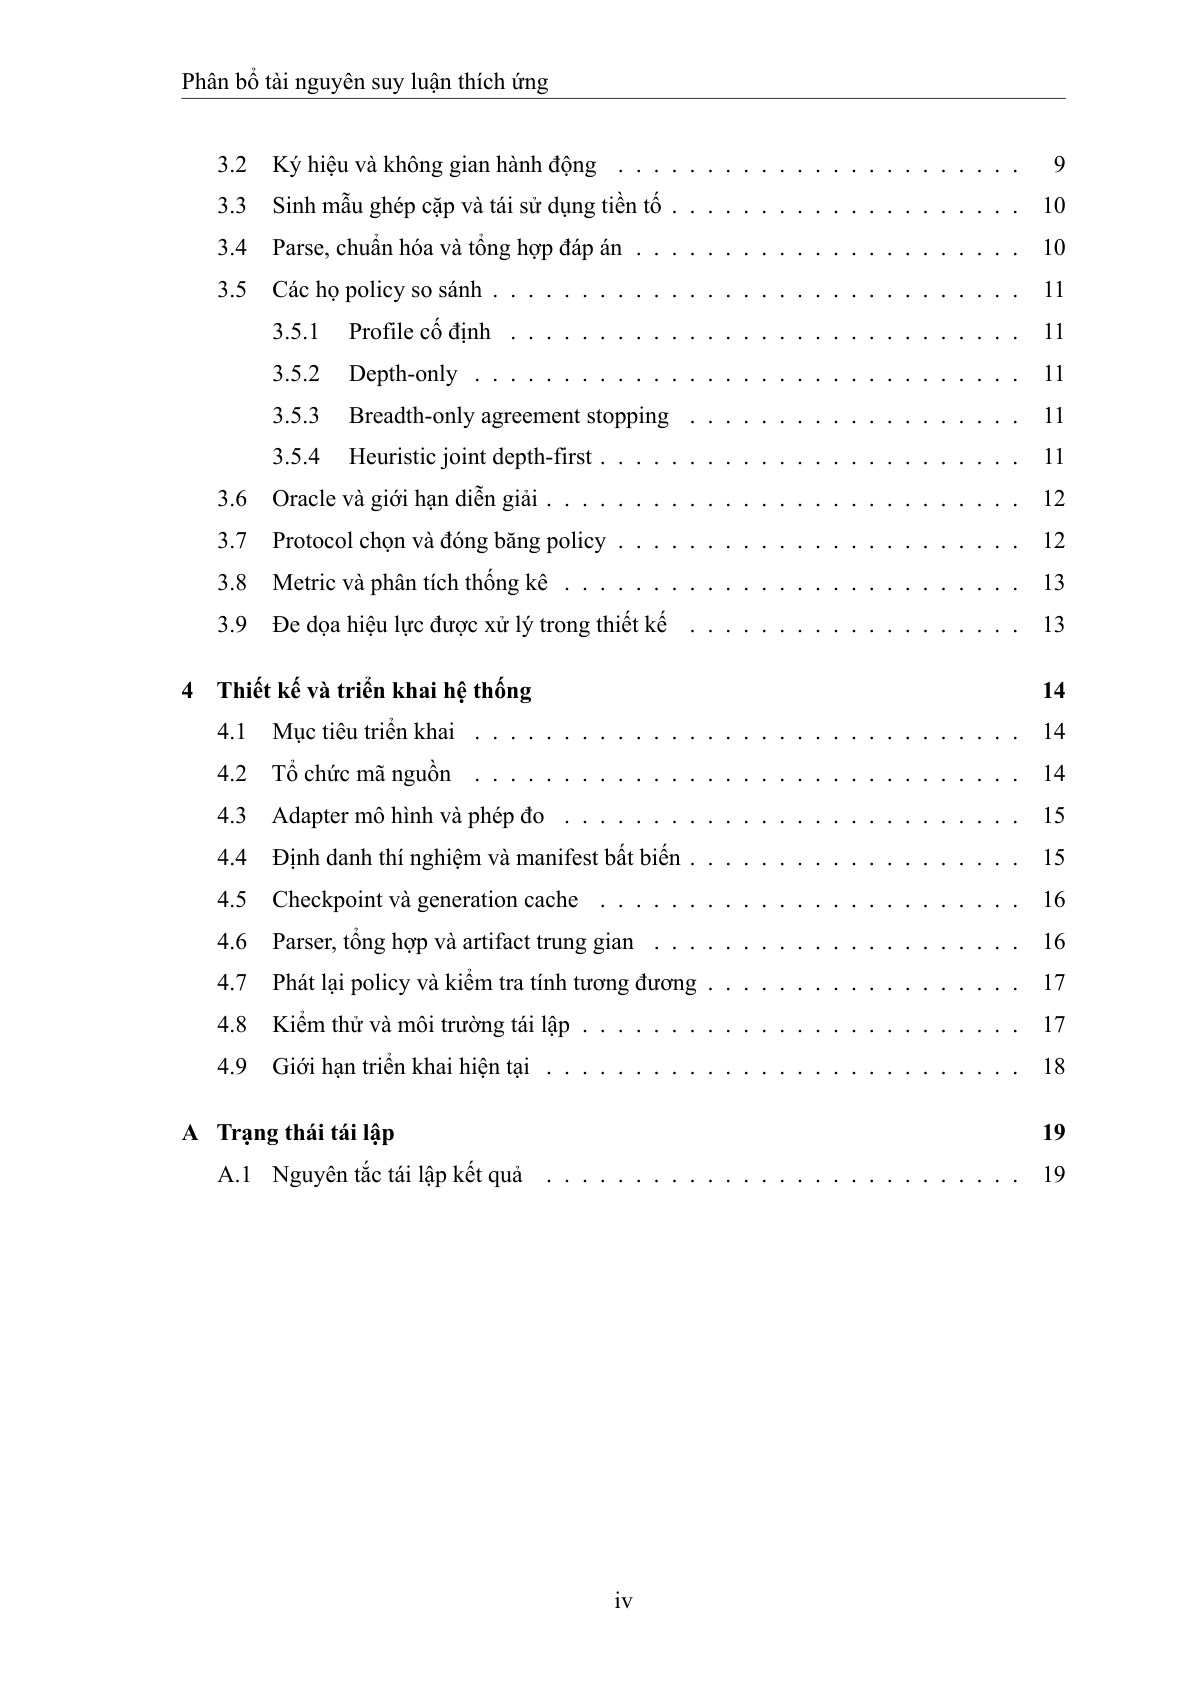 Phân bổ tài nguyên suy luận thích ứng
3.2 Ký hiệu và không gian hành động . . . . . . . . . . . . . . . . . . . . . . . 9
3.3 Sinh mẫu ghép cặp và tái sử dụng tiền tố . . . . . . . . . . . . . . . . . . . . 10
3.4 Parse, chuẩn hóa và tổng hợp đáp án . . . . . . . . . . . . . . . . . . . . . . 10
3.5 Các họ policy so sánh . . . . . . . . . . . . . . . . . . . . . . . . . . . . . . 11
3.5.1 Profile cố định . . . . . . . . . . . . . . . . . . . . . . . . . . . . . 11
3.5.2 Depth-only . . . . . . . . . . . . . . . . . . . . . . . . . . . . . . . 11
3.5.3 Breadth-only agreement stopping . . . . . . . . . . . . . . . . . . . 11
3.5.4 Heuristic joint depth-first . . . . . . . . . . . . . . . . . . . . . . . . 11
3.6 Oracle và giới hạn diễn giải . . . . . . . . . . . . . . . . . . . . . . . . . . . 12
3.7 Protocol chọn và đóng băng policy . . . . . . . . . . . . . . . . . . . . . . . 12
3.8 Metric và phân tích thống kê . . . . . . . . . . . . . . . . . . . . . . . . . . 13
3.9 Đe dọa hiệu lực được xử lý trong thiết kế . . . . . . . . . . . . . . . . . . . 13
4 Thiết kế và triển khai hệ thống 14
4.1 Mục tiêu triển khai . . . . . . . . . . . . . . . . . . . . . . . . . . . . . . . 14
4.2 Tổ chức mã nguồn . . . . . . . . . . . . . . . . . . . . . . . . . . . . . . . 14
4.3 Adapter mô hình và phép đo . . . . . . . . . . . . . . . . . . . . . . . . . . 15
4.4 Định danh thí nghiệm và manifest bất biến . . . . . . . . . . . . . . . . . . . 15
4.5 Checkpoint và generation cache . . . . . . . . . . . . . . . . . . . . . . . . 16
4.6 Parser, tổng hợp và artifact trung gian . . . . . . . . . . . . . . . . . . . . . 16
4.7 Phát lại policy và kiểm tra tính tương đương . . . . . . . . . . . . . . . . . . 17
4.8 Kiểm thử và môi trường tái lập . . . . . . . . . . . . . . . . . . . . . . . . . 17
4.9 Giới hạn triển khai hiện tại . . . . . . . . . . . . . . . . . . . . . . . . . . . 18
A Trạng thái tái lập 19
A.1 Nguyên tắc tái lập kết quả . . . . . . . . . . . . . . . . . . . . . . . . . . . 19
iv